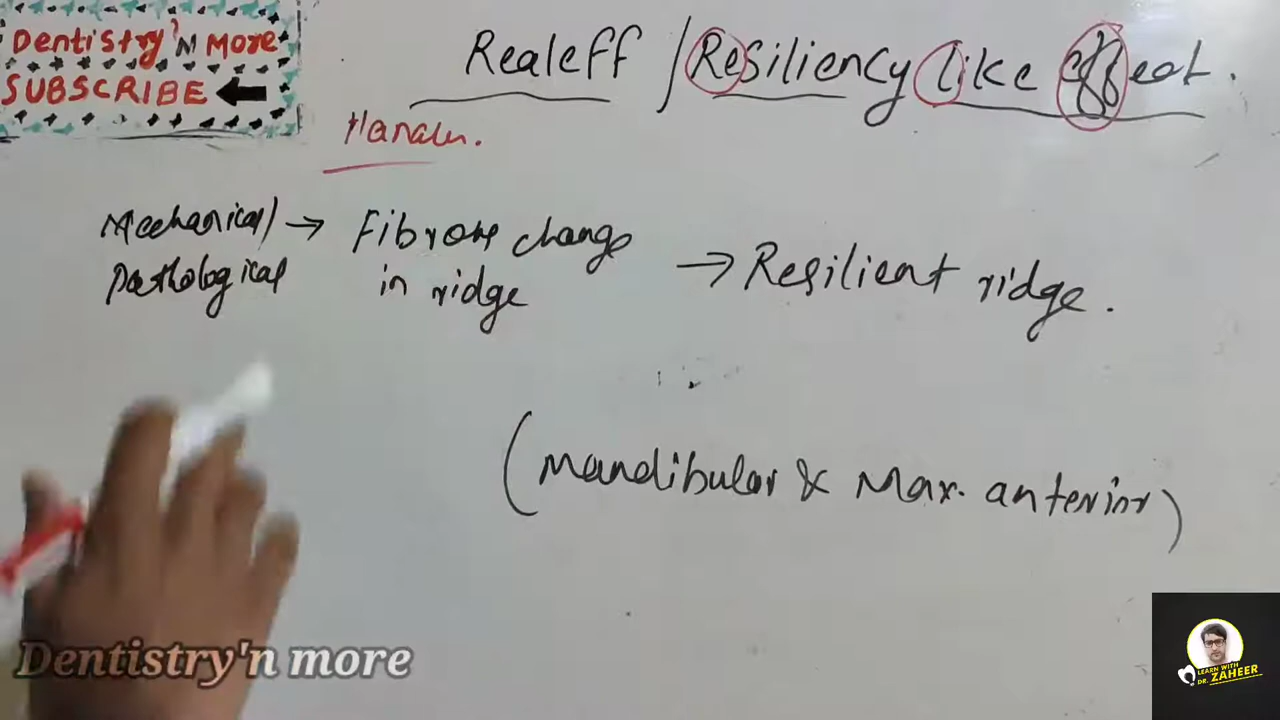 Dentistry'n more
SUBSCRIBE
Realeff / Resiliency like effect.
Hanau.
Mechanical/ → Fibrous change → Resilient ridge.
Pathological in ridge
(Mandibular & Max. anterior)
Dentistry'n more
LEARN WITH
DR. ZAHEER